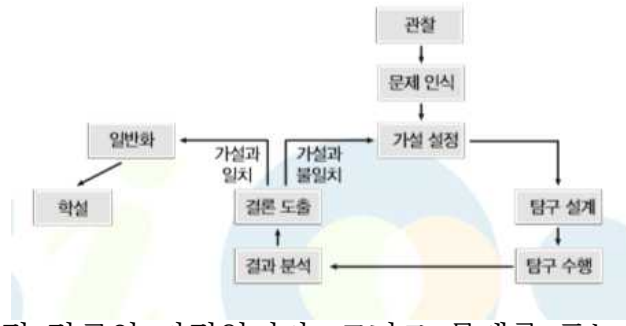 관찰
문제 인식
일반화
가설과
일치
가설과
불일치
가설 설정
학설
결론 도출
탐구 설계
결과 분석
탐구 수행